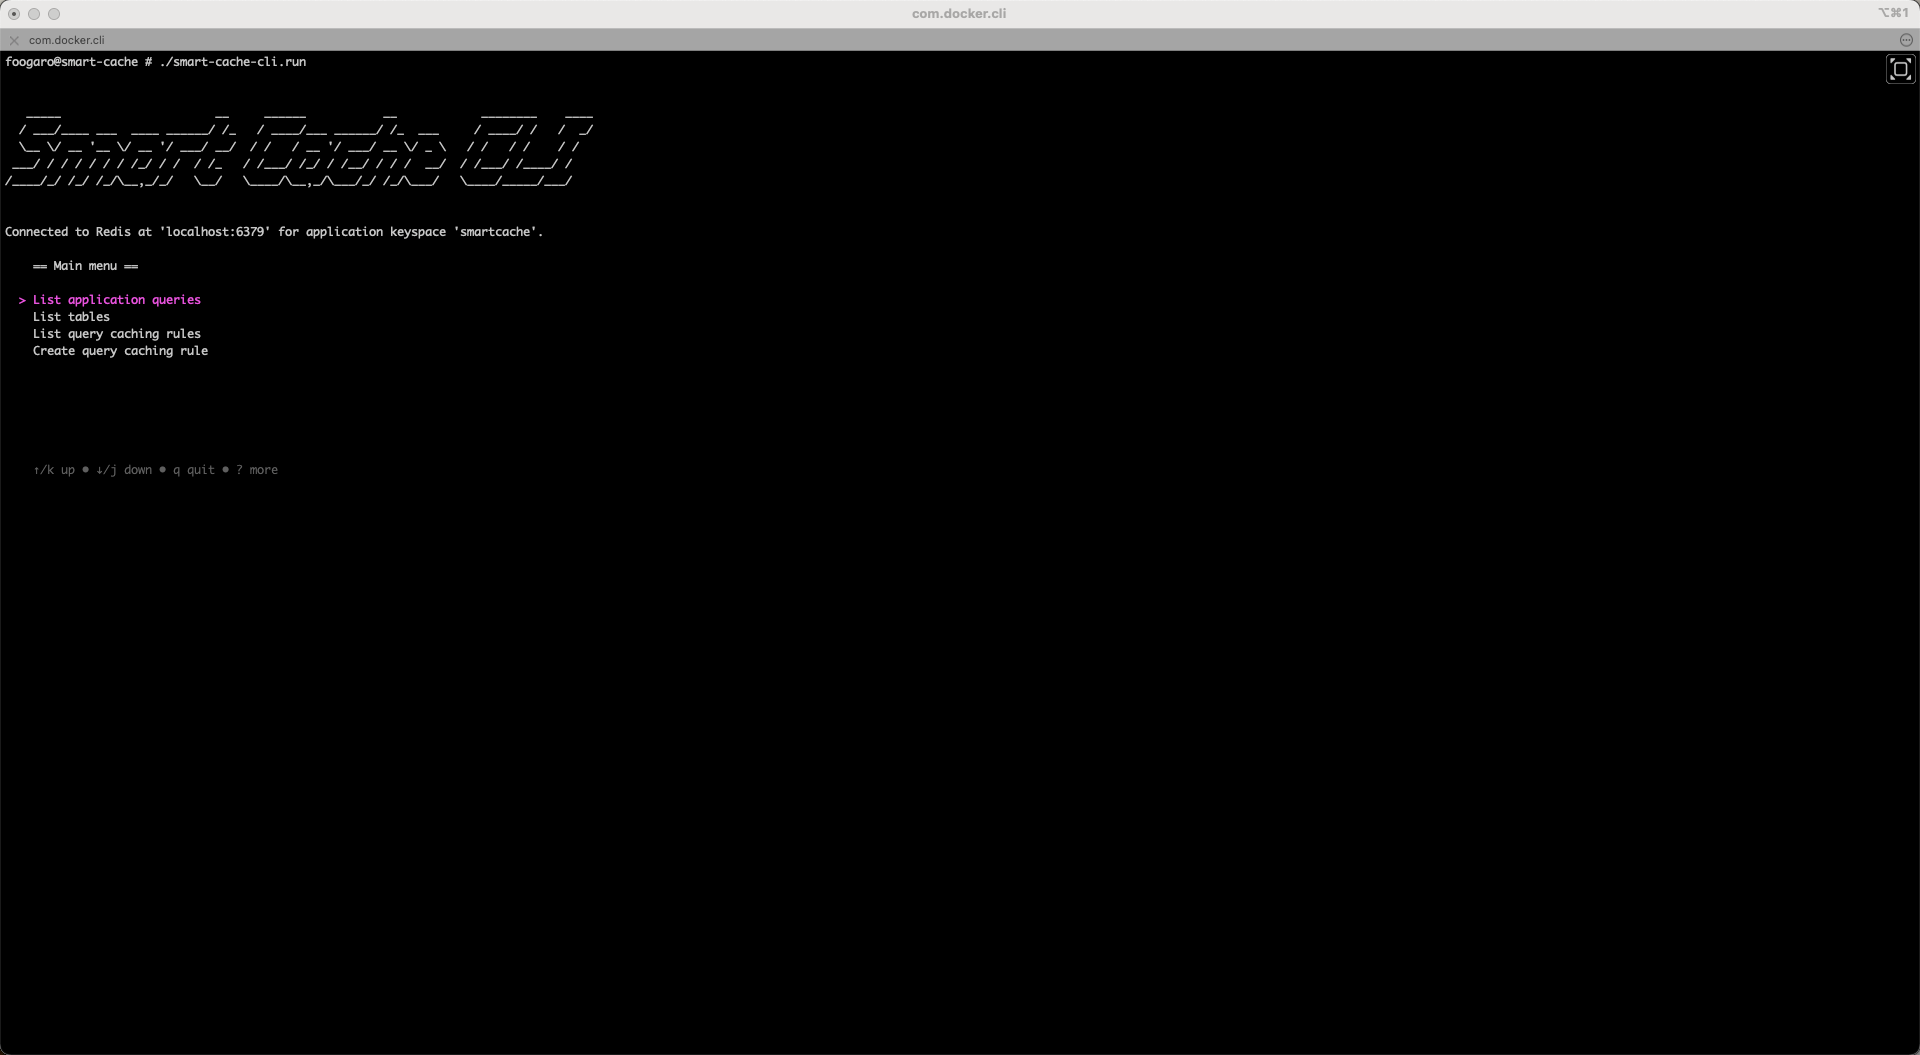 com.docker.cli
⌥⌘1
com.docker.cli
foogaro@smart-cache # ./smart-cache-cli.run
Smart Cache CLI
Connected to Redis at 'localhost:6379' for application keyspace 'smartcache'.
== Main menu ==
> List application queries
List tables
List query caching rules
Create query caching rule
↑/k up • ↓/j down • q quit • ? more